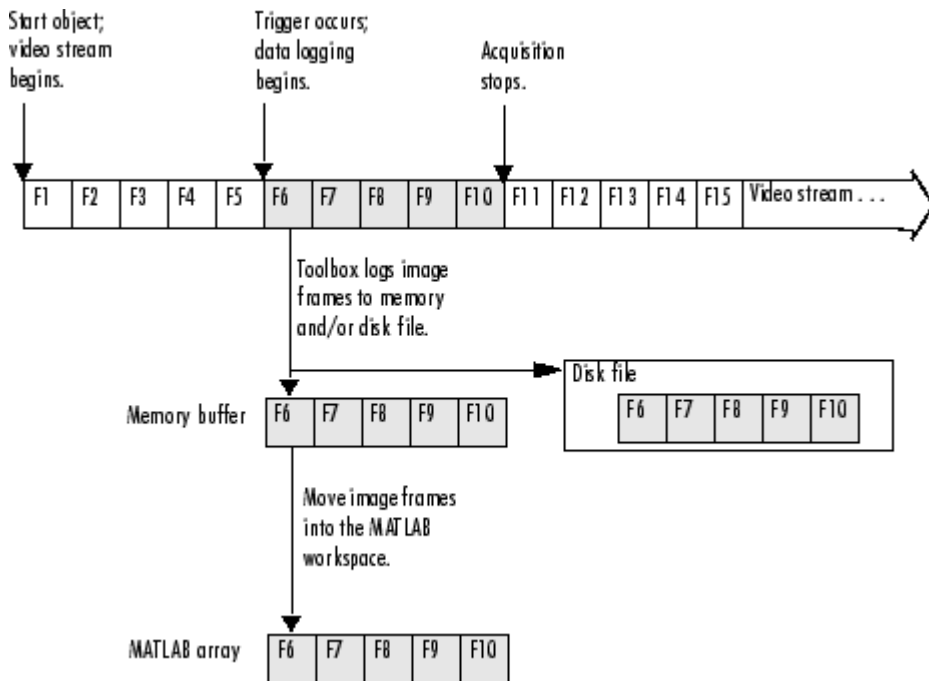 Start object;
video stream
begins.
Trigger occurs;
data logging
begins.
Acquisition
stops.
F1 F2 F3 F4 F5 F6 F7 F8 F9 F10 F11 F12 F13 F14 F15 Video stream . . .
Toolbox logs image
frames to memory
and/or disk file.
Disk file
F6 F7 F8 F9 F10
Memory buffer F6 F7 F8 F9 F10
Move image frames
into the MATLAB
workspace.
MATLAB array F6 F7 F8 F9 F10